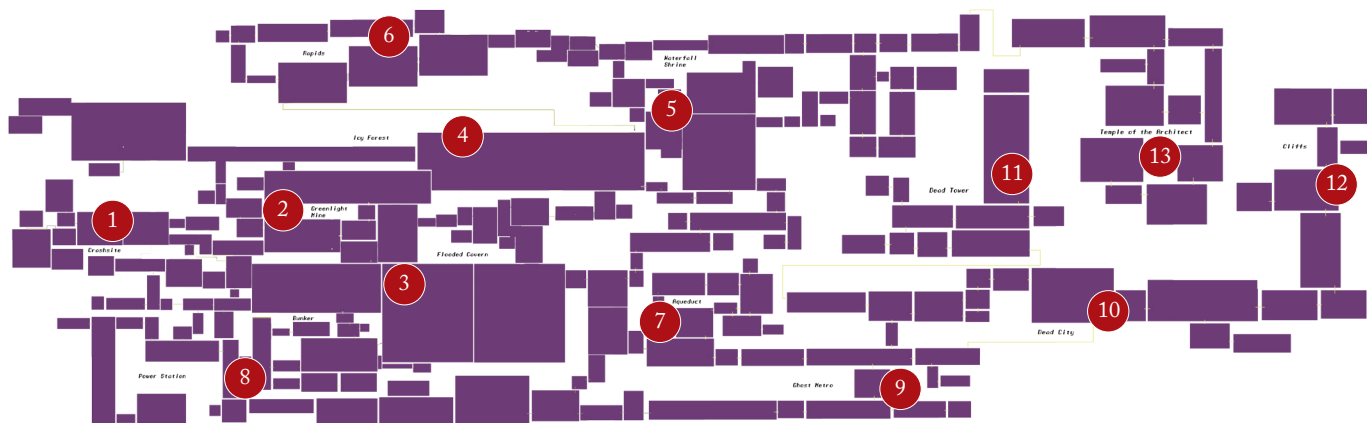 6
Rapids
Waterfall
Shrine
5
Icy Forest
4
Temple of the Architect
13
Cliffs
12
11
Dead Tower
1
2
Greenlight
Mine
Crashsite
Flooded Cavern
3
Aqueduct
7
Bunker
10
Dead City
Power Station
8
Ghost Metro
9